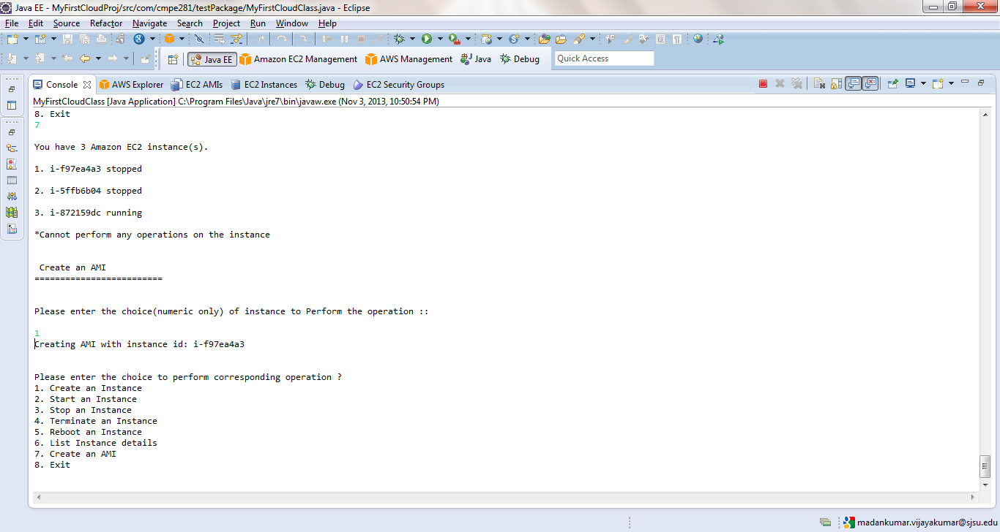 Java EE - MyFirstCloudProj/src/com/cmpe281/testPackage/MyFirstCloudClass.java - Eclipse
File Edit Source Refactor Navigate Search Project Run Window Help
Java EE Amazon EC2 Management AWS Management Java Debug Quick Access
Console AWS Explorer EC2 AMIs EC2 Instances Debug EC2 Security Groups
MyFirstCloudClass [Java Application] C:\Program Files\Java\jre7\bin\javaw.exe (Nov 3, 2013, 10:50:54 PM)
8. Exit
7
You have 3 Amazon EC2 instance(s).
1. i-f97ea4a3 stopped
2. i-5ffb6b04 stopped
3. i-872159dc running
*Cannot perform any operations on the instance
Create an AMI
=========================
Please enter the choice(numeric only) of instance to Perform the operation ::
1
Creating AMI with instance id: i-f97ea4a3
Please enter the choice to perform corresponding operation ?
1. Create an Instance
2. Start an Instance
3. Stop an Instance
4. Terminate an Instance
5. Reboot an Instance
6. List Instance details
7. Create an AMI
8. Exit
madankumar.vijayakumar@sjsu.edu